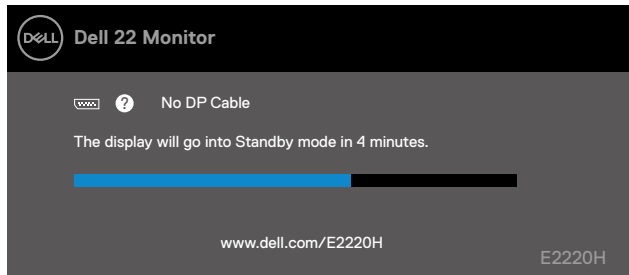 DELL Dell 22 Monitor
? No DP Cable
The display will go into Standby mode in 4 minutes.
www.dell.com/E2220H
E2220H